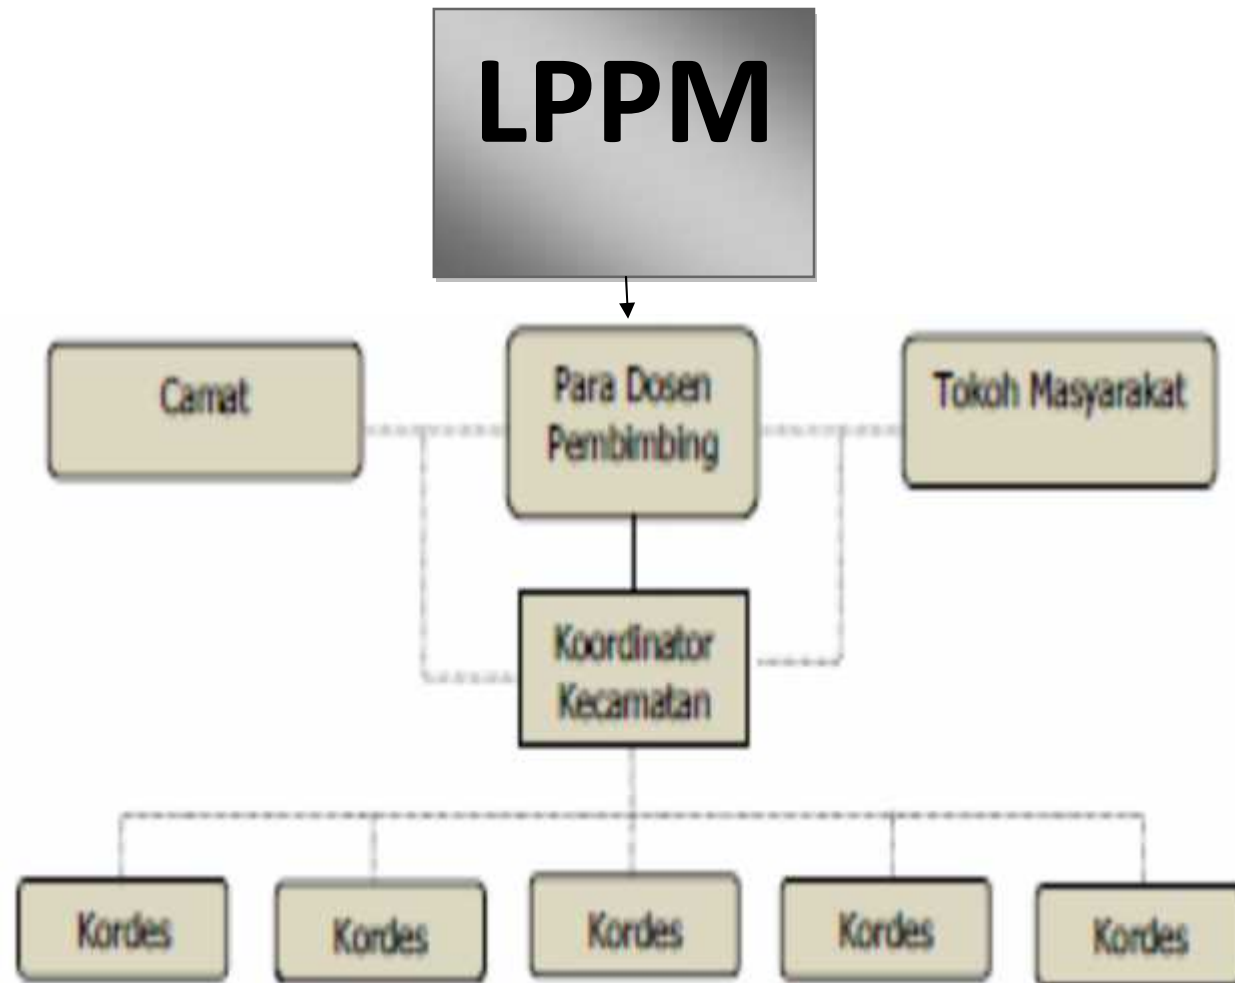 LPPM
Camat
Para Dosen
Pembimbing
Tokoh Masyarakat
Koordinator
Kecamatan
Kordes
Kordes
Kordes
Kordes
Kordes